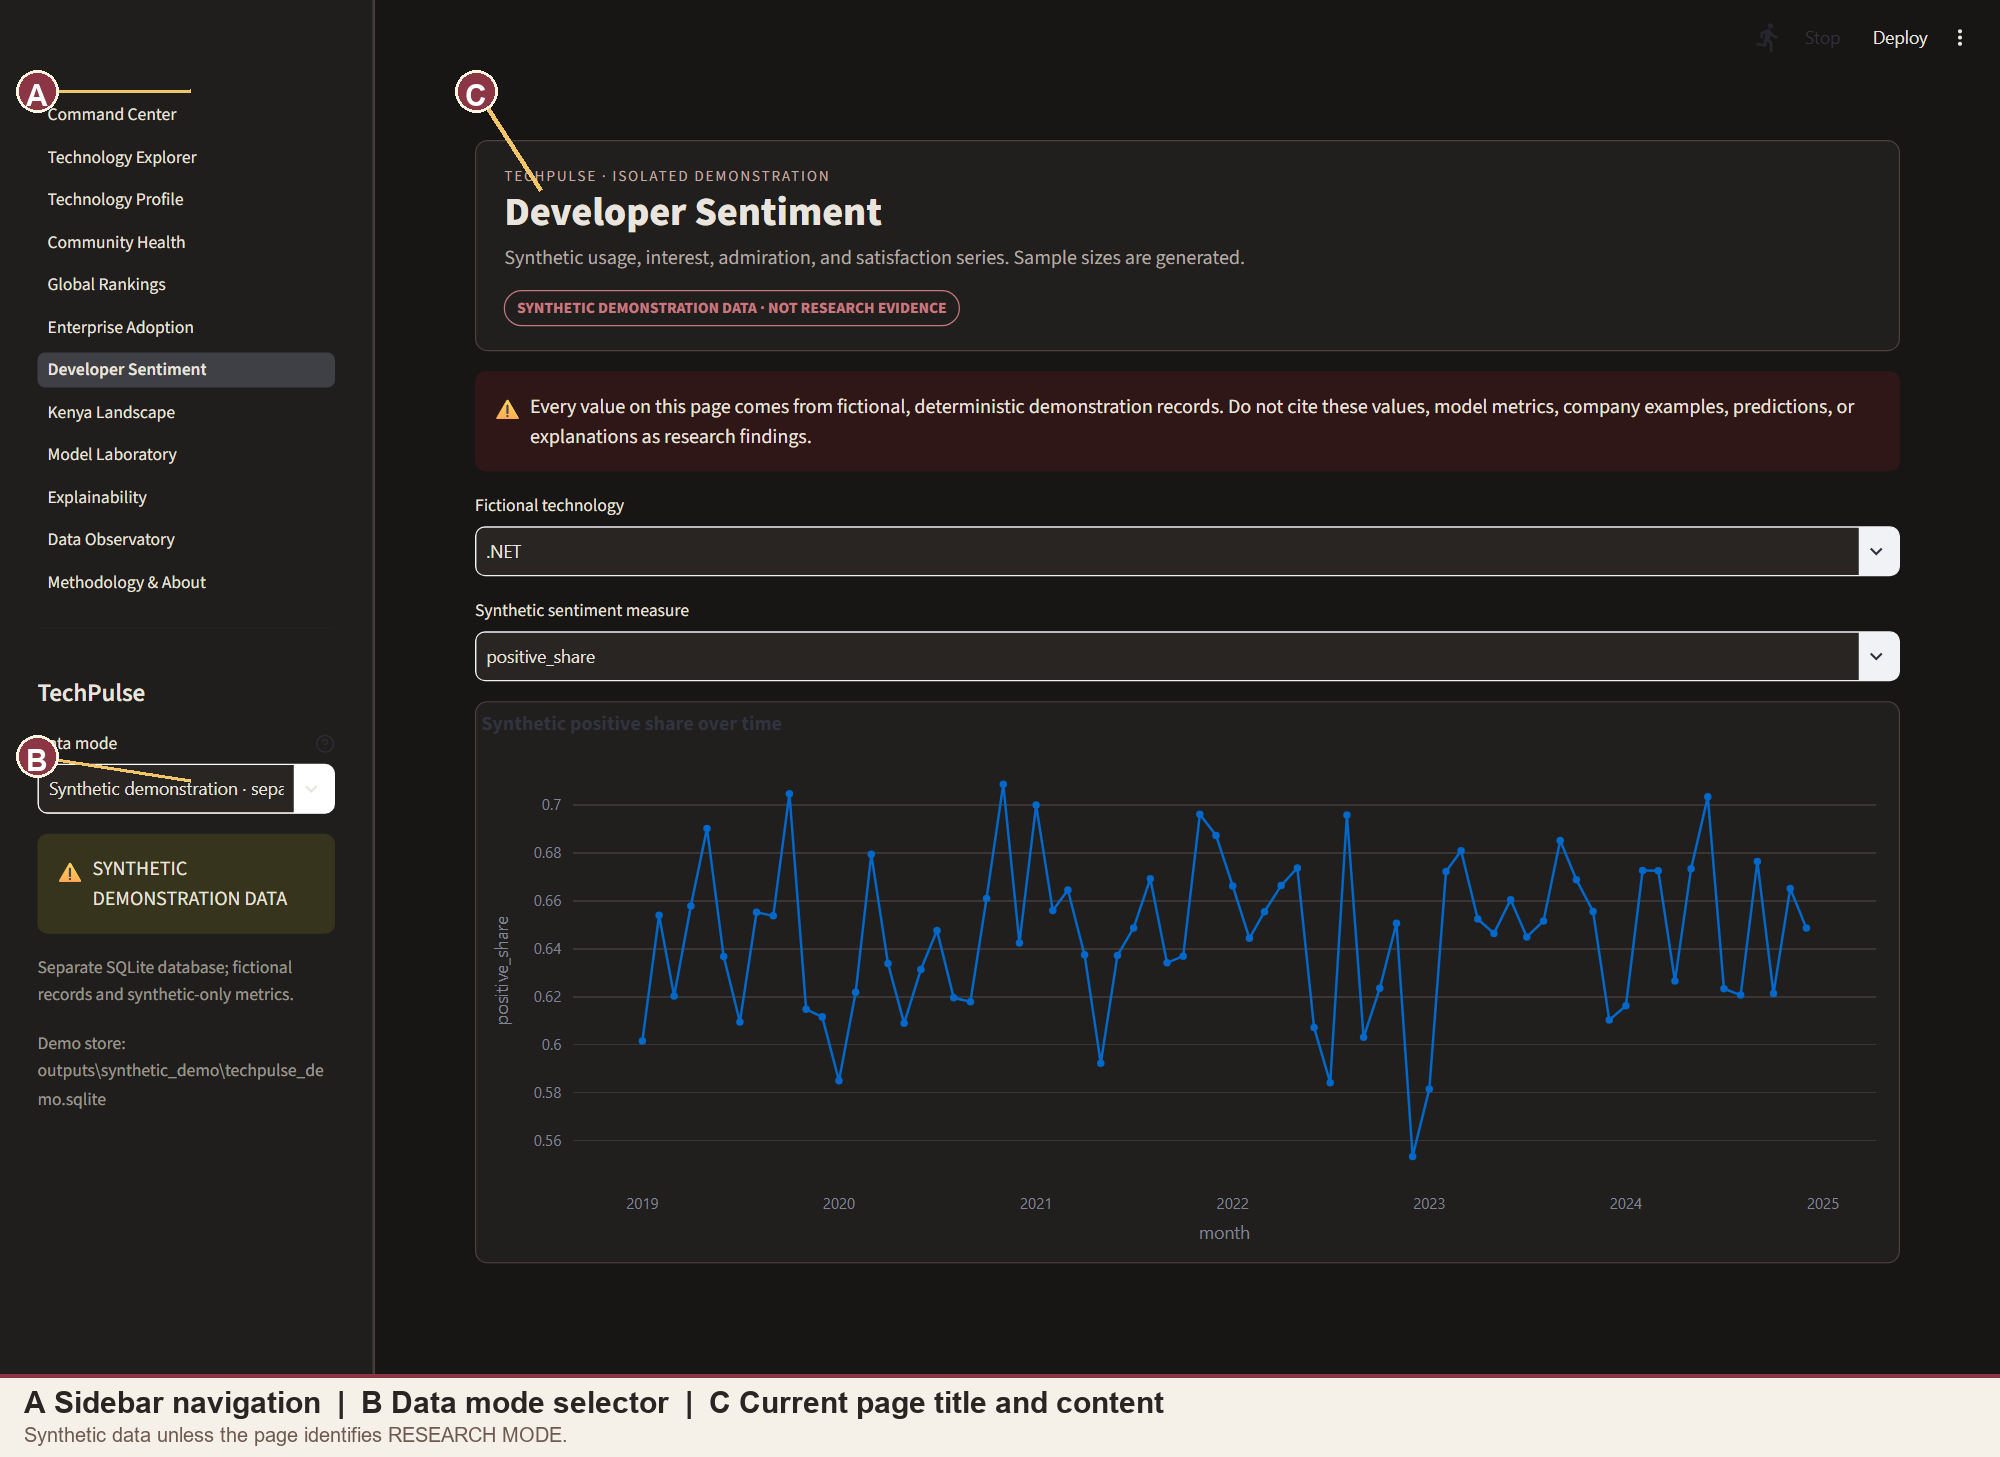 Stop
Deploy
A
Command Center
Technology Explorer
Technology Profile
Community Health
Global Rankings
Enterprise Adoption
Developer Sentiment
Kenya Landscape
Model Laboratory
Explainability
Data Observatory
Methodology & About
TechPulse
ta mode
B
Synthetic demonstration · sepa
SYNTHETIC
DEMONSTRATION DATA
Separate SQLite database; fictional
records and synthetic-only metrics.
Demo store:
outputs\synthetic_demo\techpulse_de
mo.sqlite
C
TECHPULSE · ISOLATED DEMONSTRATION
Developer Sentiment
Synthetic usage, interest, admiration, and satisfaction series. Sample sizes are generated.
SYNTHETIC DEMONSTRATION DATA · NOT RESEARCH EVIDENCE
Every value on this page comes from fictional, deterministic demonstration records. Do not cite these values, model metrics, company examples, predictions, or
explanations as research findings.
Fictional technology
.NET
Synthetic sentiment measure
positive_share
Synthetic positive share over time
positive_share
0.7
0.68
0.66
0.64
0.62
0.6
0.58
0.56
2019
2020
2021
2022
2023
2024
2025
month
A Sidebar navigation | B Data mode selector | C Current page title and content
Synthetic data unless the page identifies RESEARCH MODE.